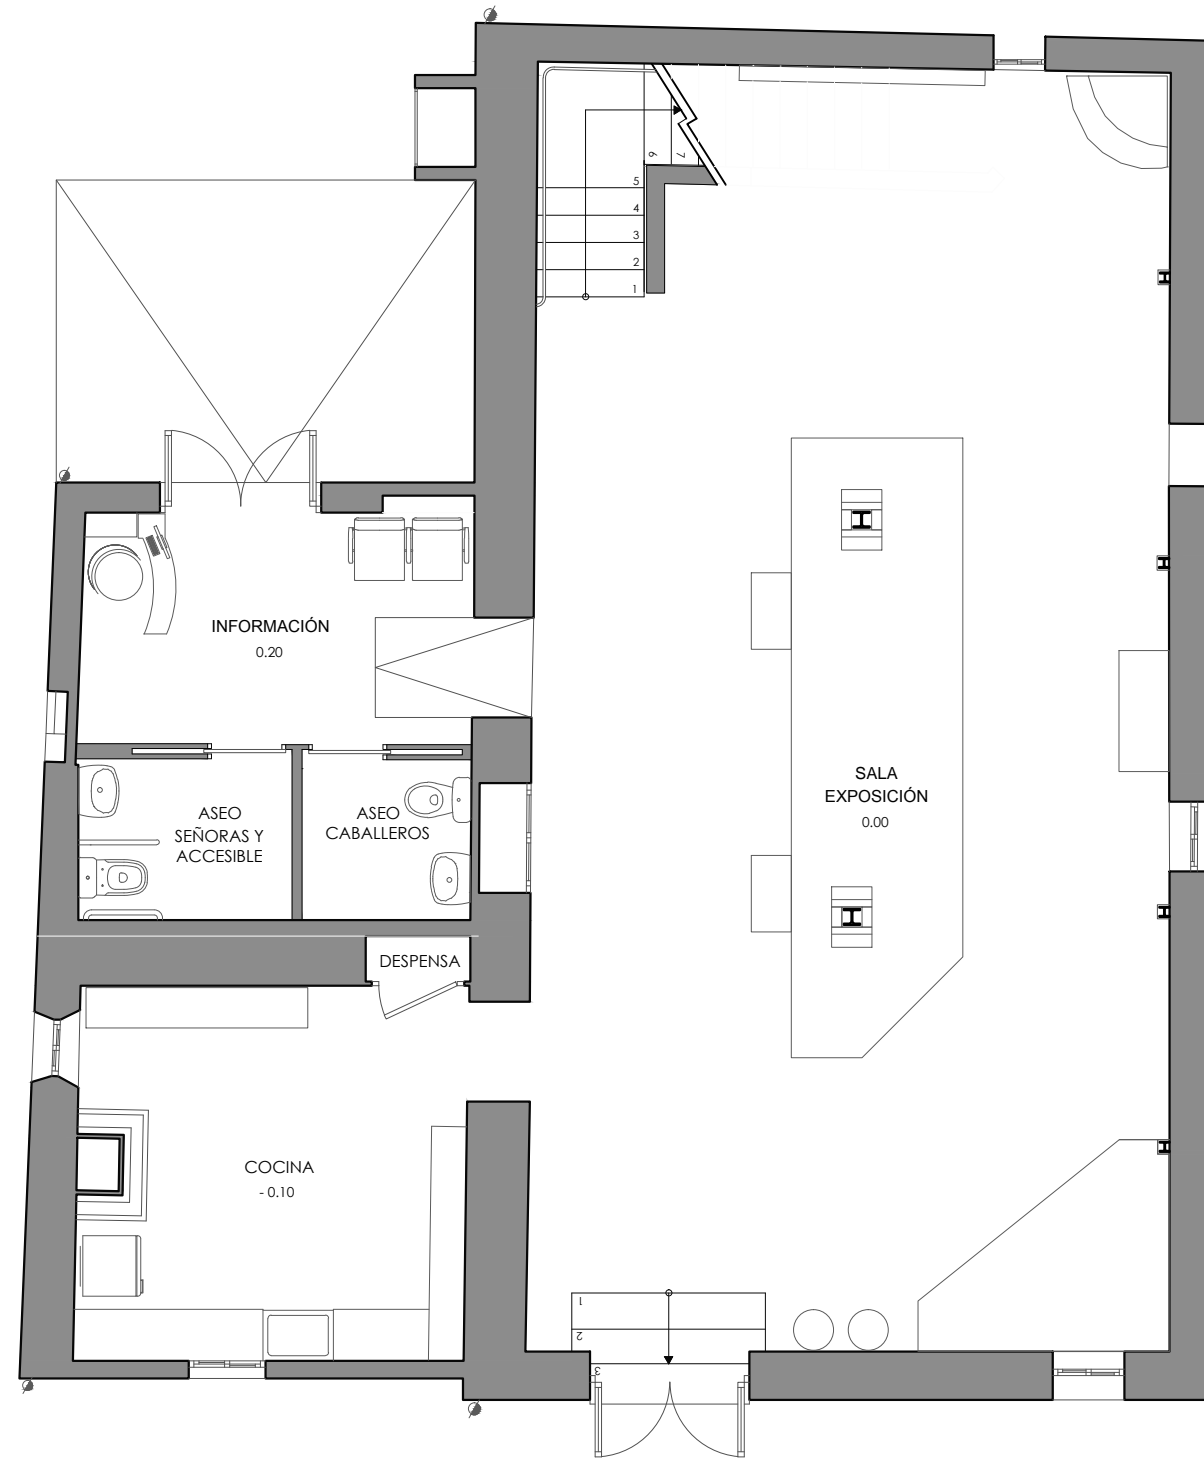 6
7
5
4
3
2
1
INFORMACIÓN
0.20
SALA
EXPOSICIÓN
0.00
ASEO
SEÑORAS Y
ACCESIBLE
ASEO
CABALLEROS
DESPENSA
COCINA
- 0.10
1
2
3